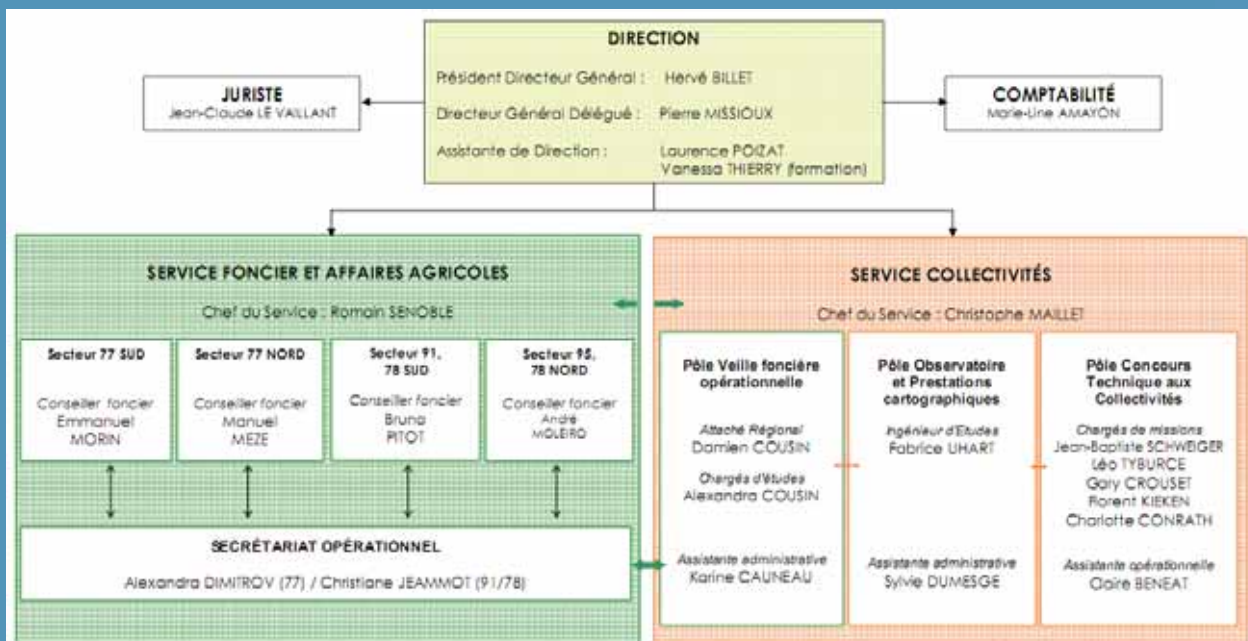 DIRECTION
Président Directeur Général : Hervé BILLET
Directeur Général Délégué : Pierre MISSIOUX
Assistante de Direction : Laurence POIZAT
Vanessa THIERRY (formation)
JURISTE
Jean-Claude LE VAILLANT
COMPTABILITÉ
Marie-Line AMAYON
SERVICE FONCIER ET AFFAIRES AGRICOLES
Chef du Service : Romain SENOBLE
Secteur 77 SUD
Conseiller foncier
Emmanuel
MORIN
Secteur 77 NORD
Conseiller foncier
Manuel
MEZE
Secteur 91,
78 SUD
Conseiller foncier
Bruno
PITOT
Secteur 95,
78 NORD
Conseiller foncier
André
MOLEIRO
SECRÉTARIAT OPÉRATIONNEL
Alexandra DIMITROV (77) / Christiane JEAMMOT (91/78)
SERVICE COLLECTIVITÉS
Chef du Service : Christophe MAILLET
Pôle Veille foncière
opérationnelle
Attaché Régional
Damien COUSIN
Chargés d'études
Alexandra COUSIN
Assistante administrative
Karine CAUNEAU
Pôle Observatoire
et Prestations
cartographiques
Ingénieur d'Etudes
Fabrice UHART
Assistante administrative
Sylvie DUMESGE
Pôle Concours
Technique aux
Collectivités
Chargés de missions
Jean-Baptiste SCHWEIGER
Léo TYBURCE
Gary CROUSET
Florent KIEKEN
Charlotte CONRATH
Assistante opérationnelle
Claire BENEAT